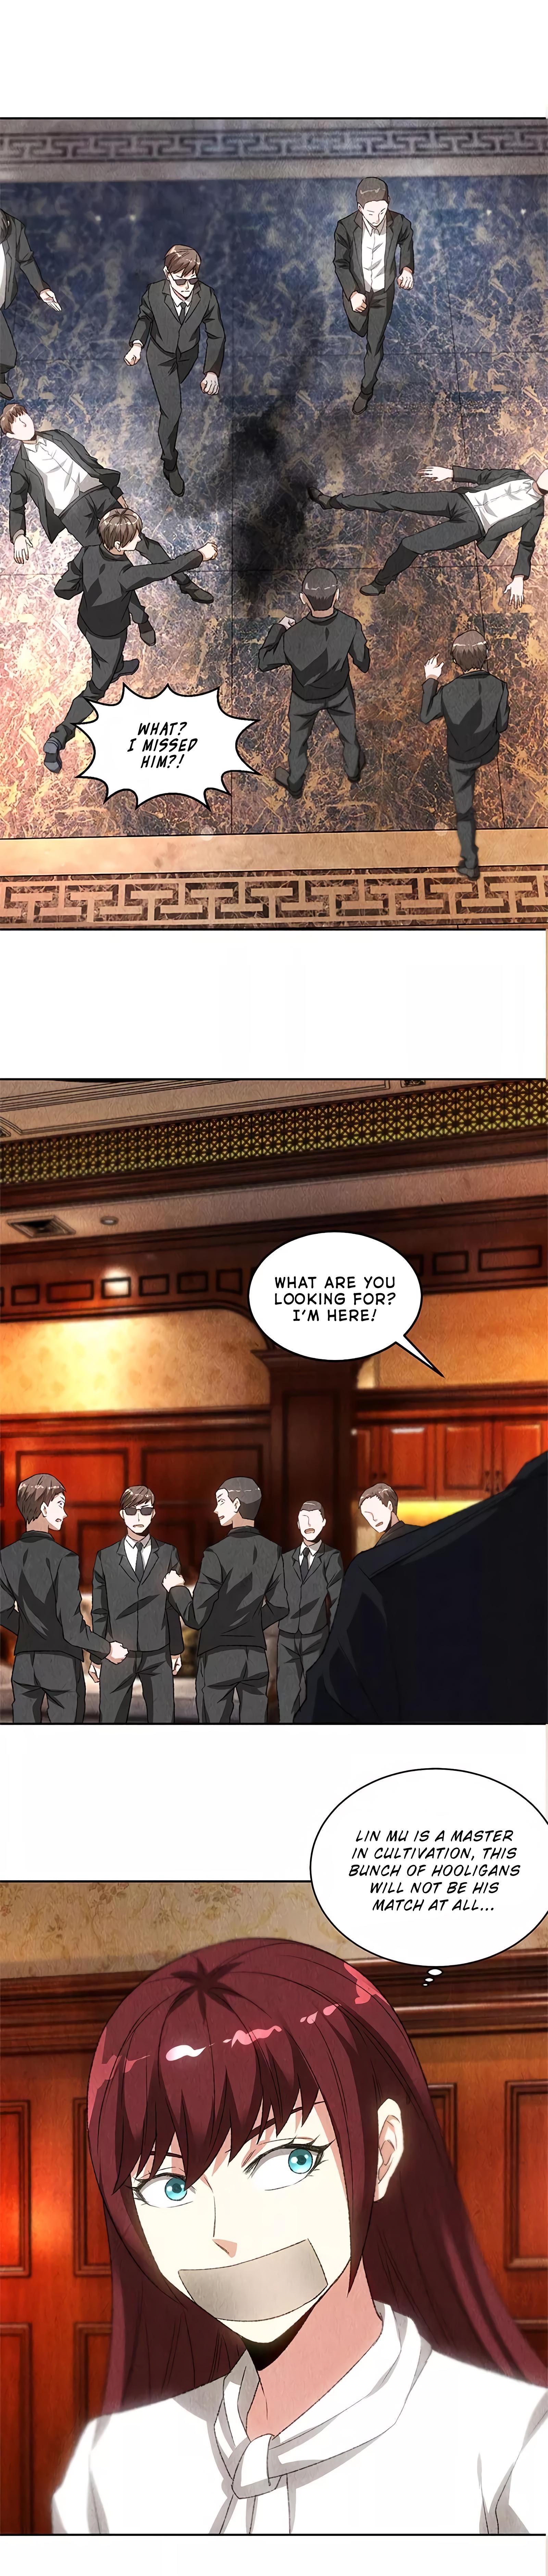 WHAT?
I MISSED
HIM?!
WHAT ARE YOU
LOOKING FOR?
I'M HERE!
LIN MU IS A MASTER
IN CULTIVATION, THIS
BUNCH OF HOOLIGANS
WILL NOT BE HIS
MATCH AT ALL...